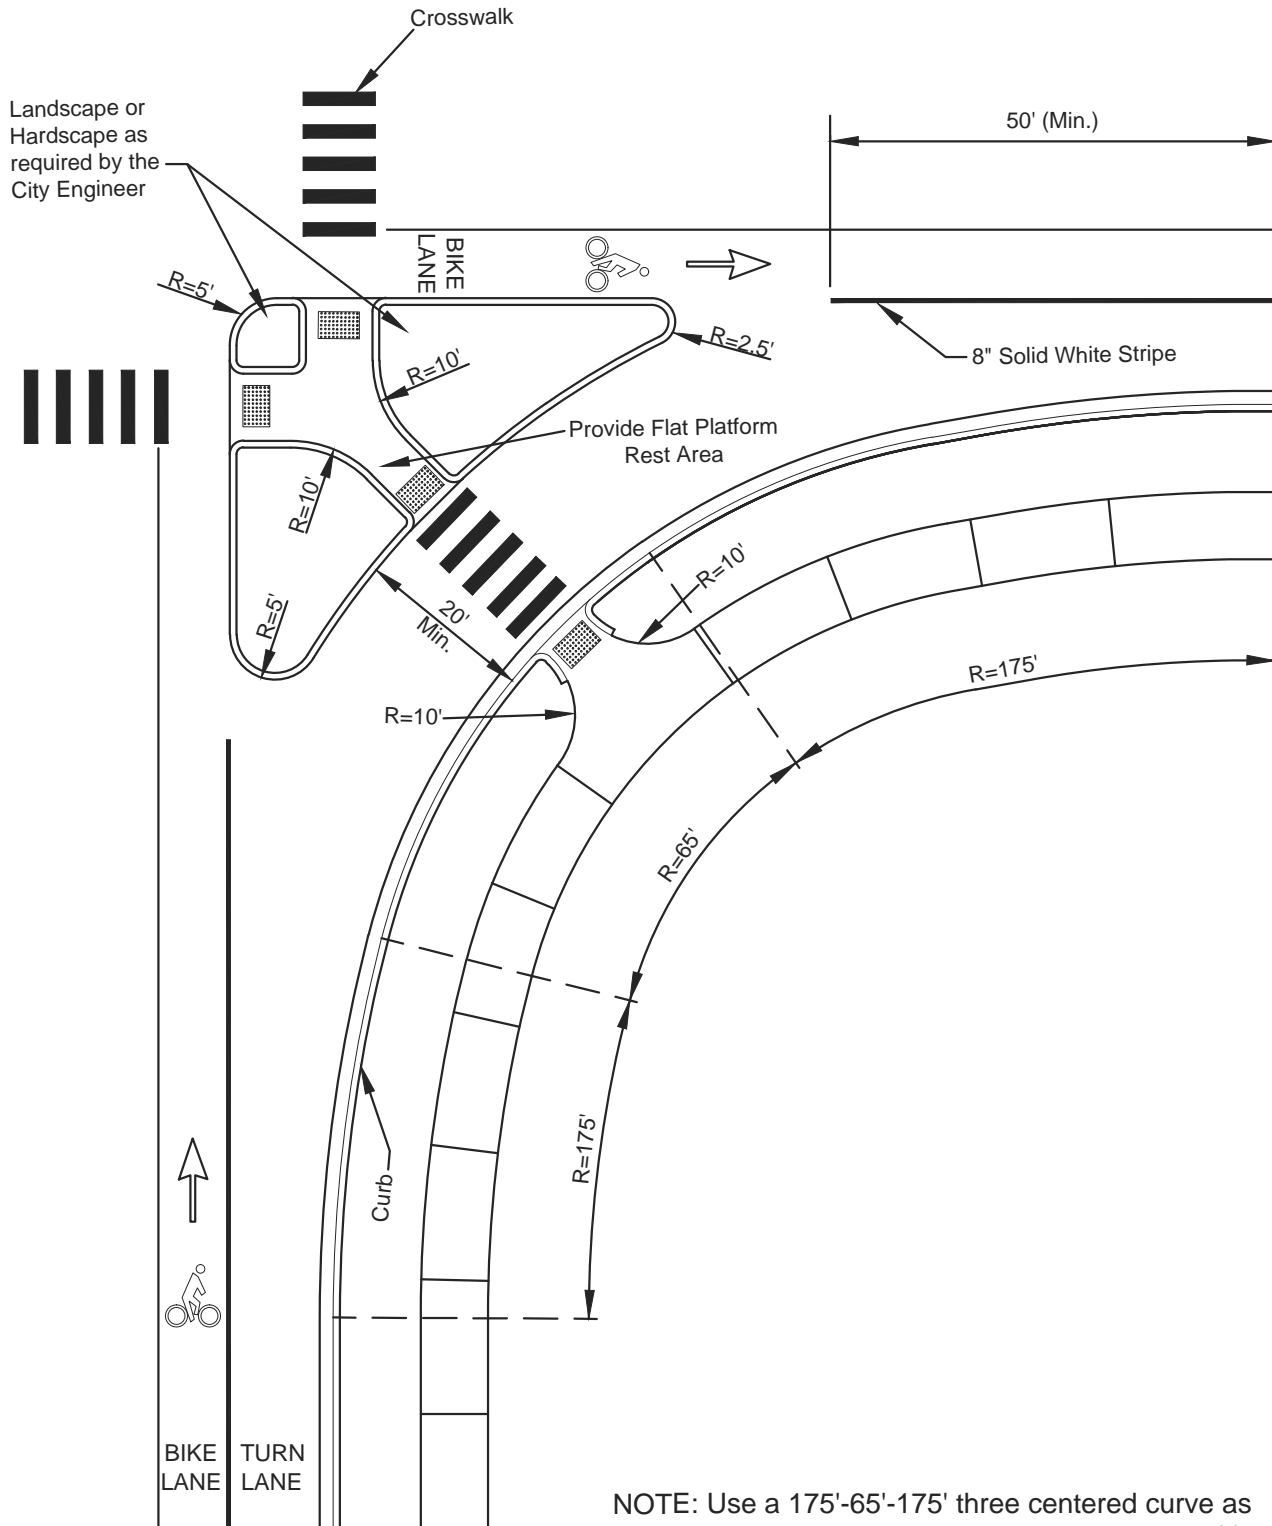 Crosswalk
Landscape or
Hardscape as
required by the
City Engineer
50' (Min.)
BIKE
LANE
R=5'
R=2.5'
R=10'
8" Solid White Stripe
Provide Flat Platform
Rest Area
R=10'
R=10'
R=5'
20'
Min.
R=175'
R=10'
R=65'
R=175'
Curb
BIKE
LANE
TURN
LANE
NOTE: Use a 175'-65'-175' three centered curve as